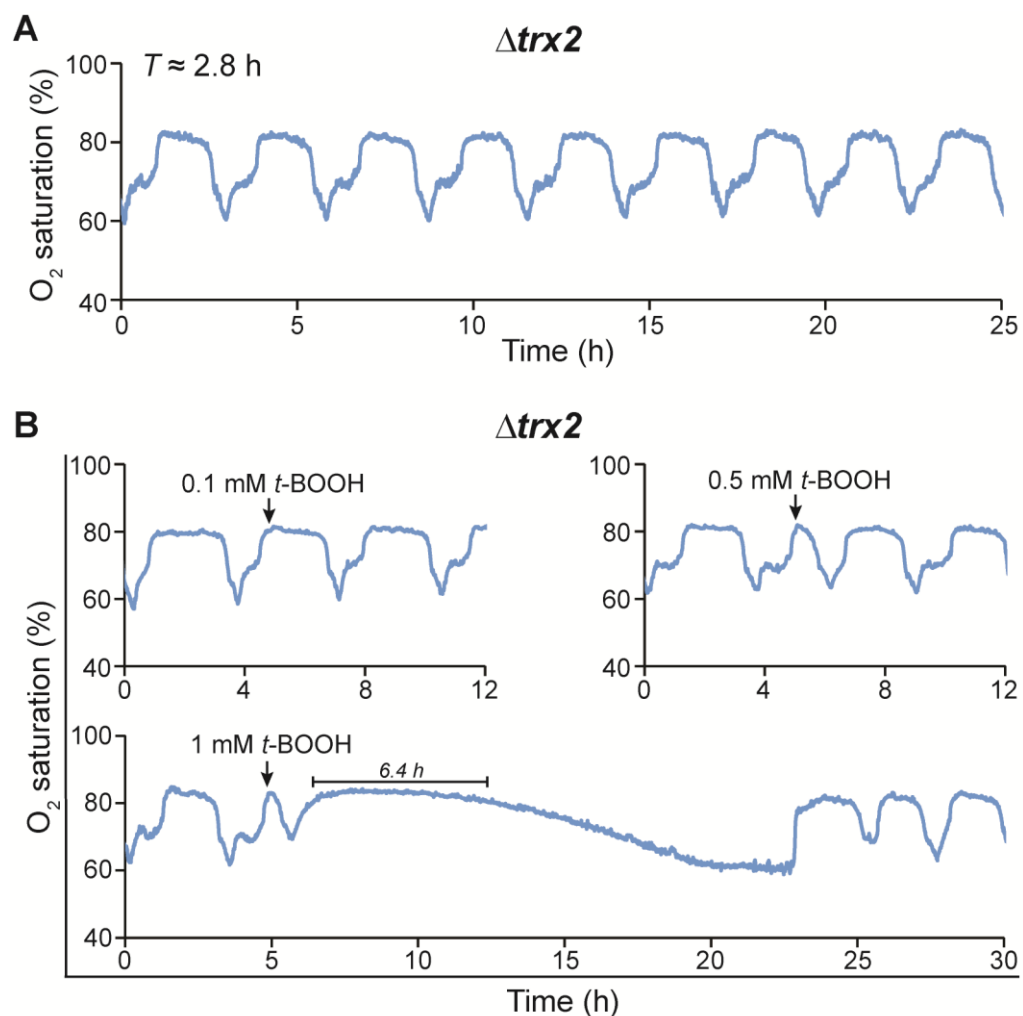 A
Δtrx2
T ≈ 2.8 h
O2 saturation (%)
100
80
60
40
0
5
10
15
20
25
Time (h)
B
Δtrx2
O2 saturation (%)
100
80
60
40
0.1 mM t-BOOH
0
4
8
12
100
80
60
40
0.5 mM t-BOOH
0
4
8
12
100
80
60
40
1 mM t-BOOH
6.4 h
0
5
10
15
20
25
30
Time (h)